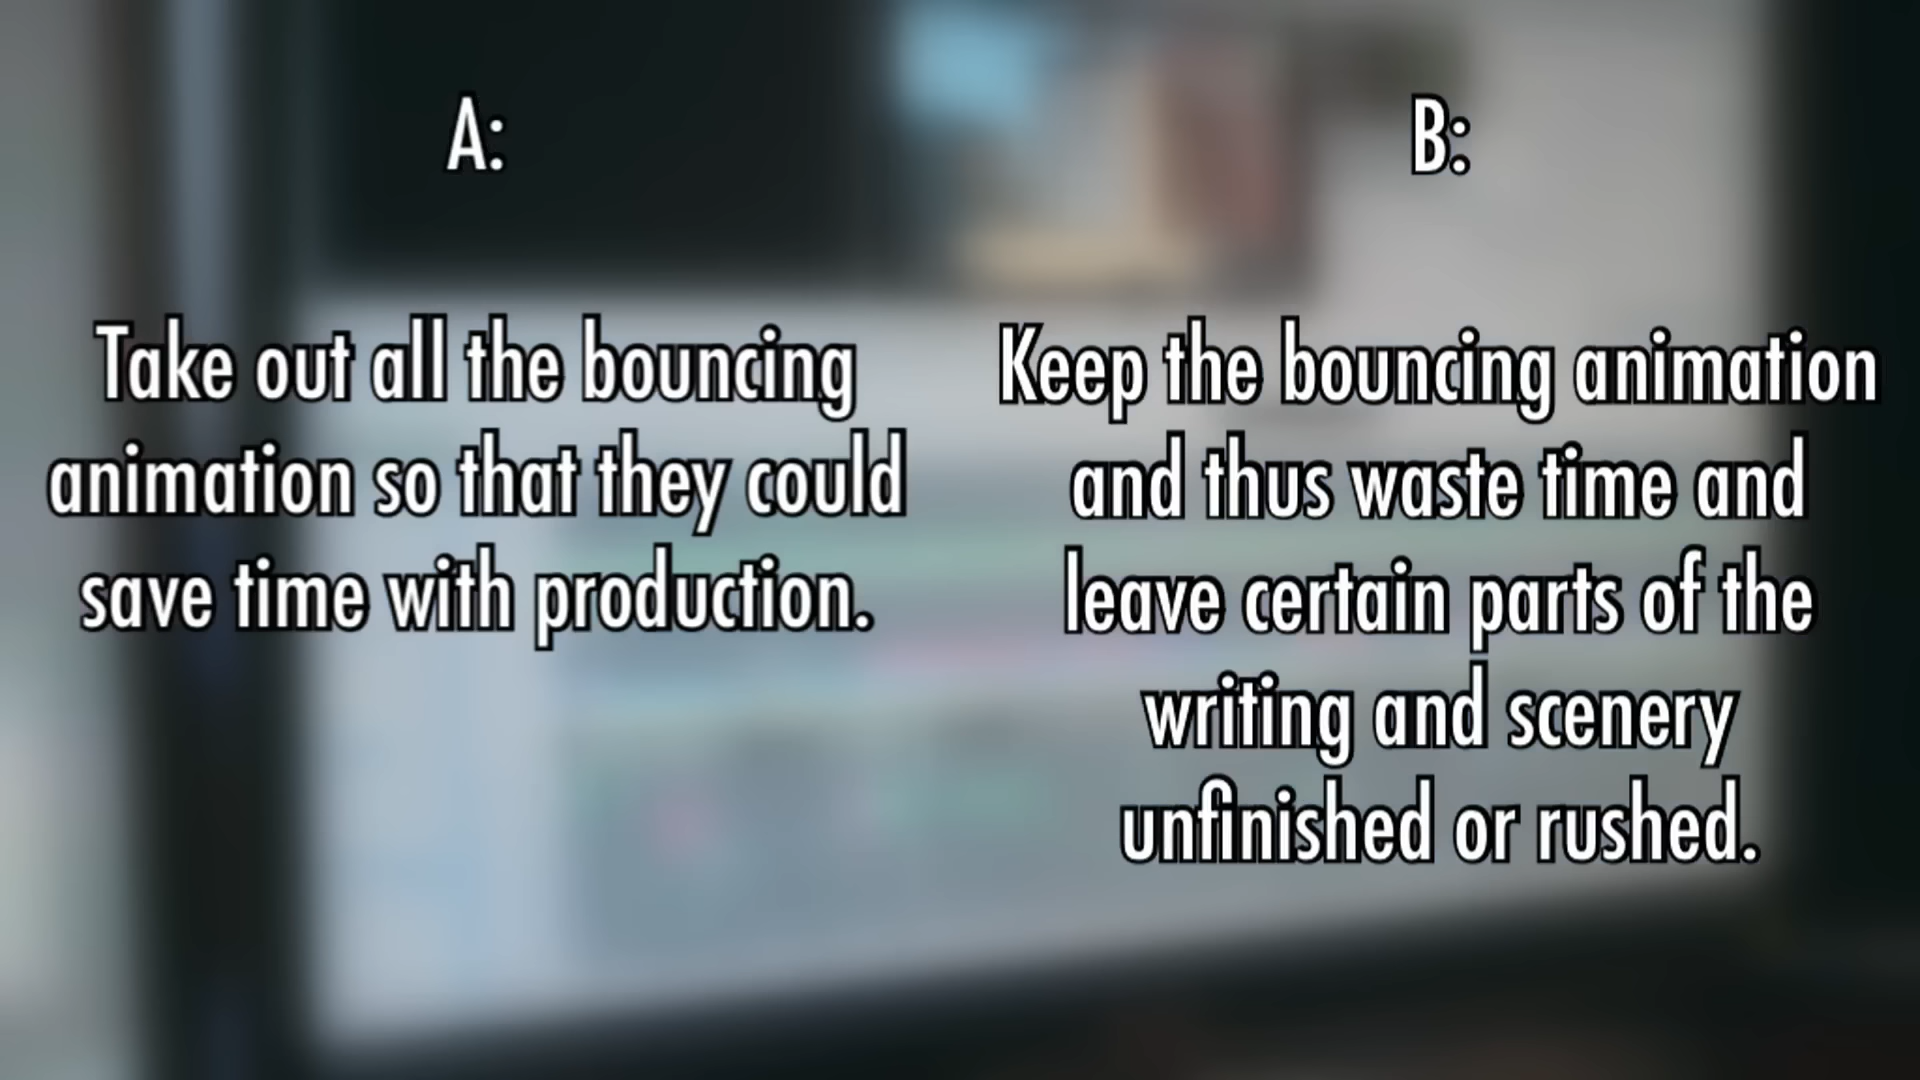 A:
Take out all the bouncing
animation so that they could
save time with production.
B:
Keep the bouncing animation
and thus waste time and
leave certain parts of the
writing and scenery
unfinished or rushed.